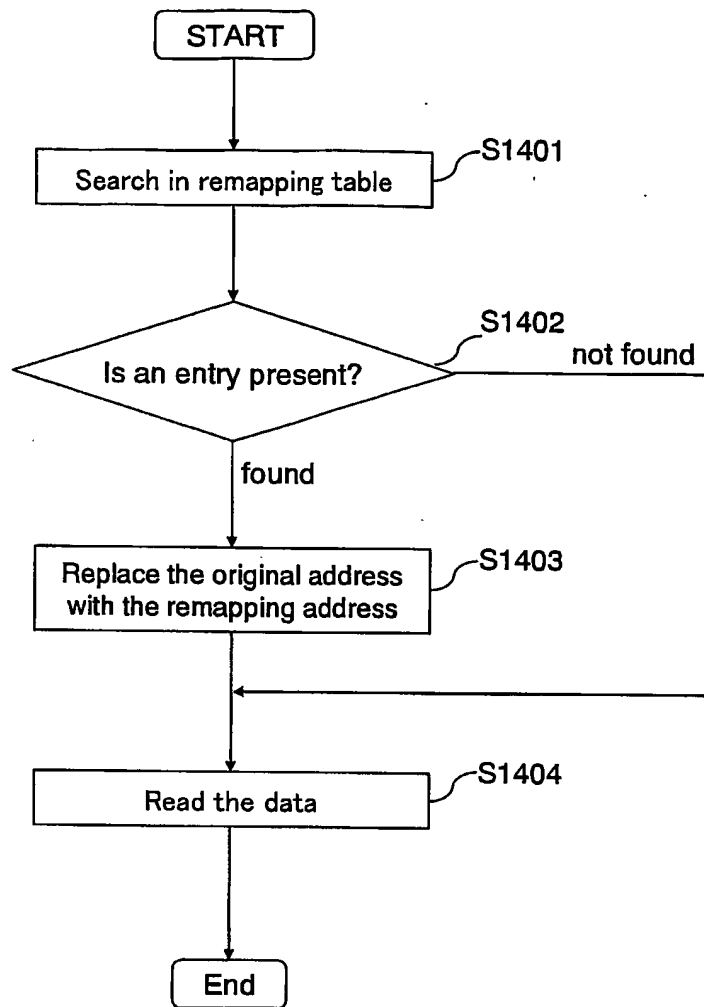 START
S1401
Search in remapping table
S1402
not found
Is an entry present?
found
S1403
Replace the original address
with the remapping address
S1404
Read the data
End